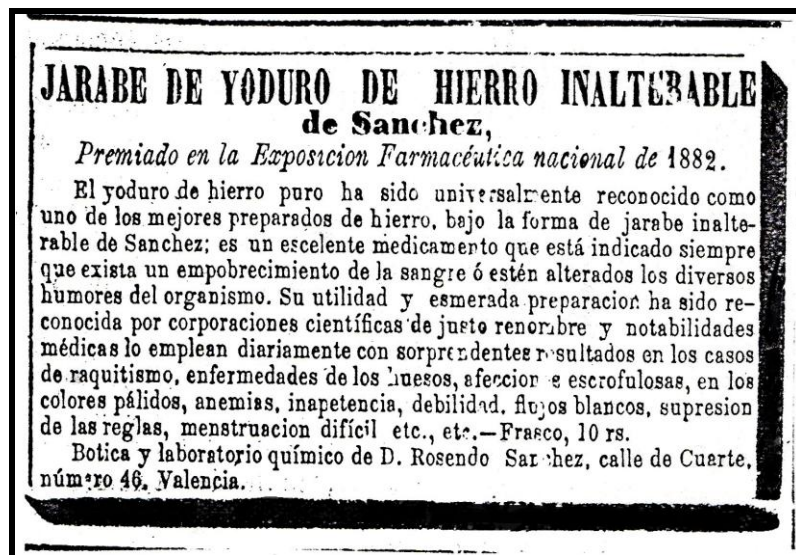 JARABE DE YODURO DE HIERRO INALTERABLE
de Sanchez,
Premiado en la Exposicion Farmacéutica nacional de 1882.
El yoduro de hierro puro ha sido universalmente reconocido como
uno de los mejores preparados de hierro, bajo la forma de jarabe inalte-
rable de Sanchez; es un escelente medicamento que está indicado siempre
que exista un empobrecimiento de la sangre ó estén alterados los diversos
humores del organismo. Su utilidad y esmerada preparacion ha sido re-
conocida por corporaciones científicas de justo renombre y notabilidades
médicas lo emplean diariamente con sorprendentes resultados en los casos
de raquitismo, enfermedades de los huesos, afecciones escrofulosas, en los
colores pálidos, anemias, inapetencia, debilidad, flujos blancos, supresion
de las reglas, menstruacion difícil etc., etc.—Frasco, 10 rs.
Botica y laboratorio químico de D. Rosendo Sanchez, calle de Cuarte,
número 46, Valencia.